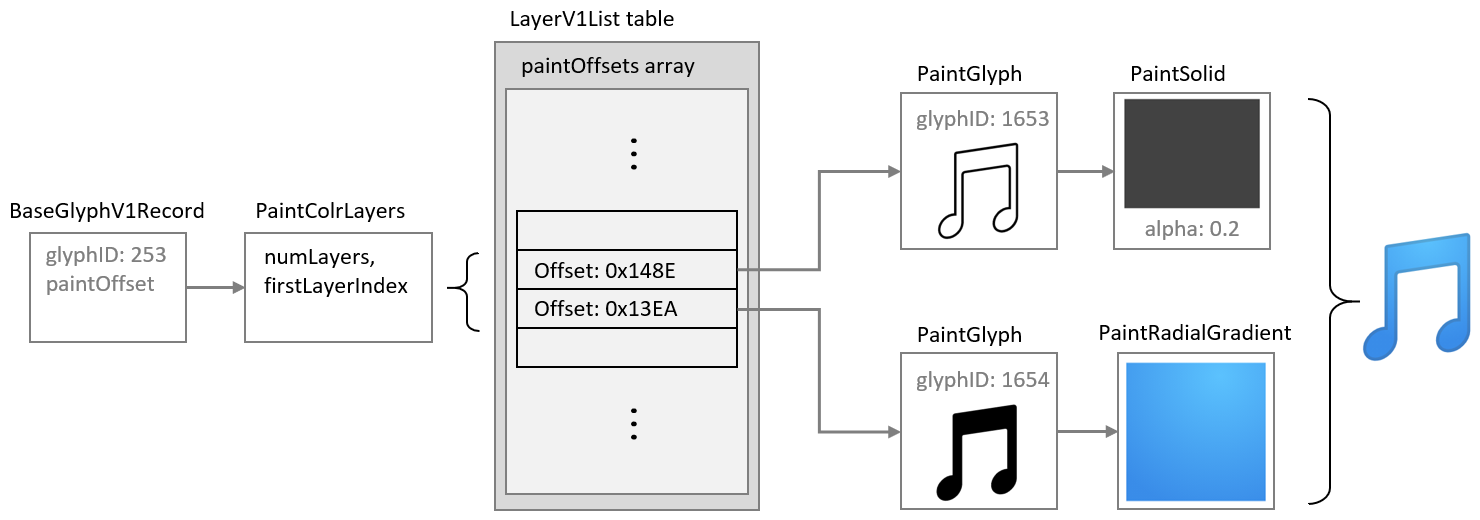 LayerV1List table
paintOffsets array
BaseGlyphV1Record
glyphID: 253
paintOffset
PaintColrLayers
numLayers,
firstLayerIndex
Offset: 0x148E
Offset: 0x13EA
PaintGlyph
glyphID: 1653
PaintSolid
alpha: 0.2
PaintGlyph
glyphID: 1654
PaintRadialGradient